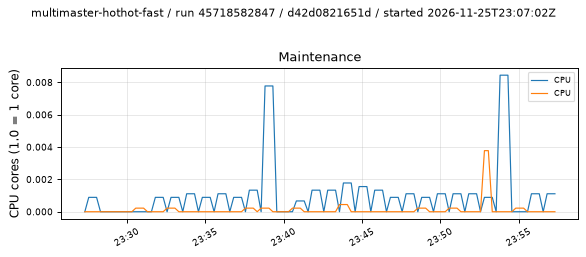 multimaster-hothot-fast / run 45718582847 / d42d0821651d / started 2026-11-25T23:07:02Z
Maintenance
CPU cores (1.0 = 1 core)
0.008
0.006
0.004
0.002
0.000
CPU
CPU
23:30
23:35
23:40
23:45
23:50
23:55